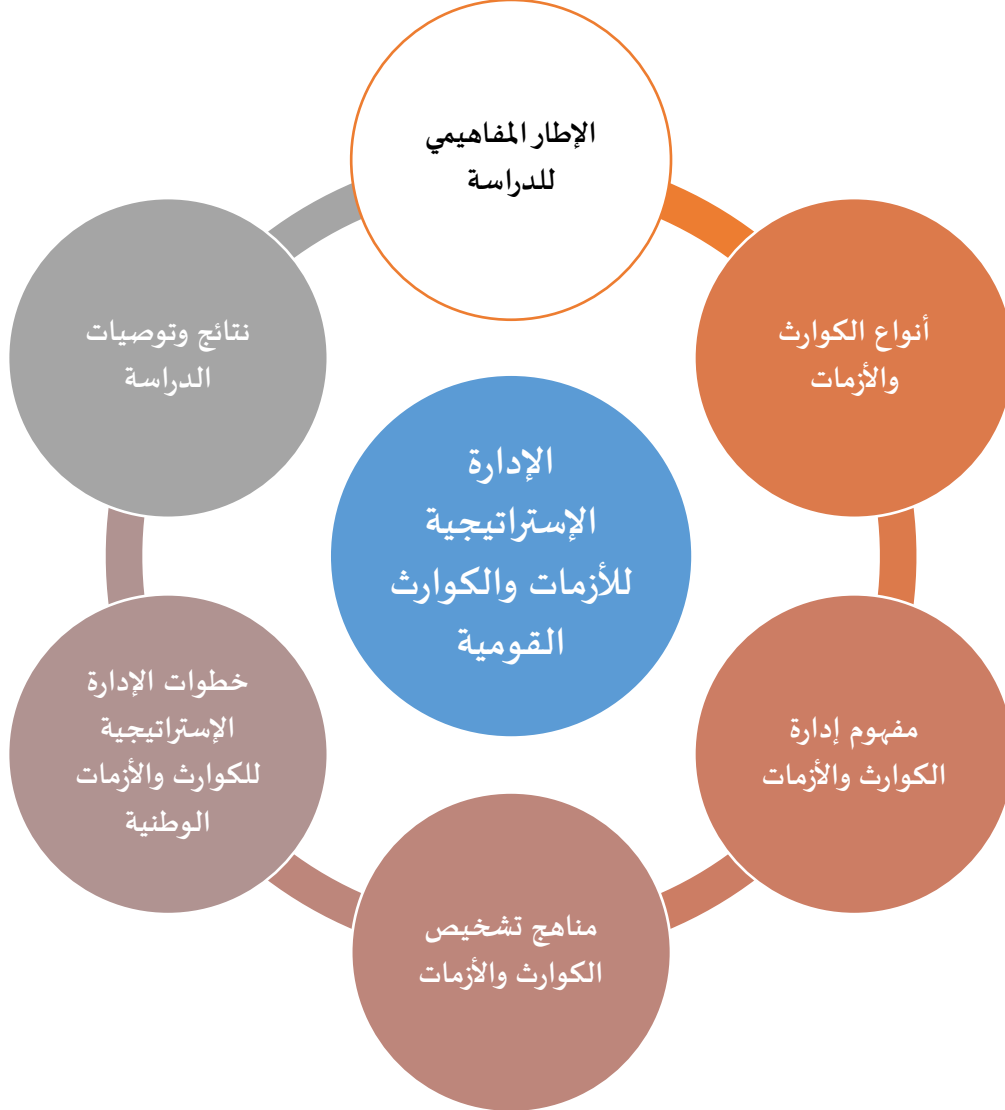 الإطار المفاهيمي
للدراسة
أنواع الكوارث
والأزمات
مفهوم إدارة
الكوارث والأزمات
مناهج تشخيص
الكوارث والأزمات
خطوات الإدارة
الإستراتيجية
للكوارث والأزمات
الوطنية
نتائج وتوصيات
الدراسة
الإدارة
الإستراتيجية
للأزمات والكوارث
القومية